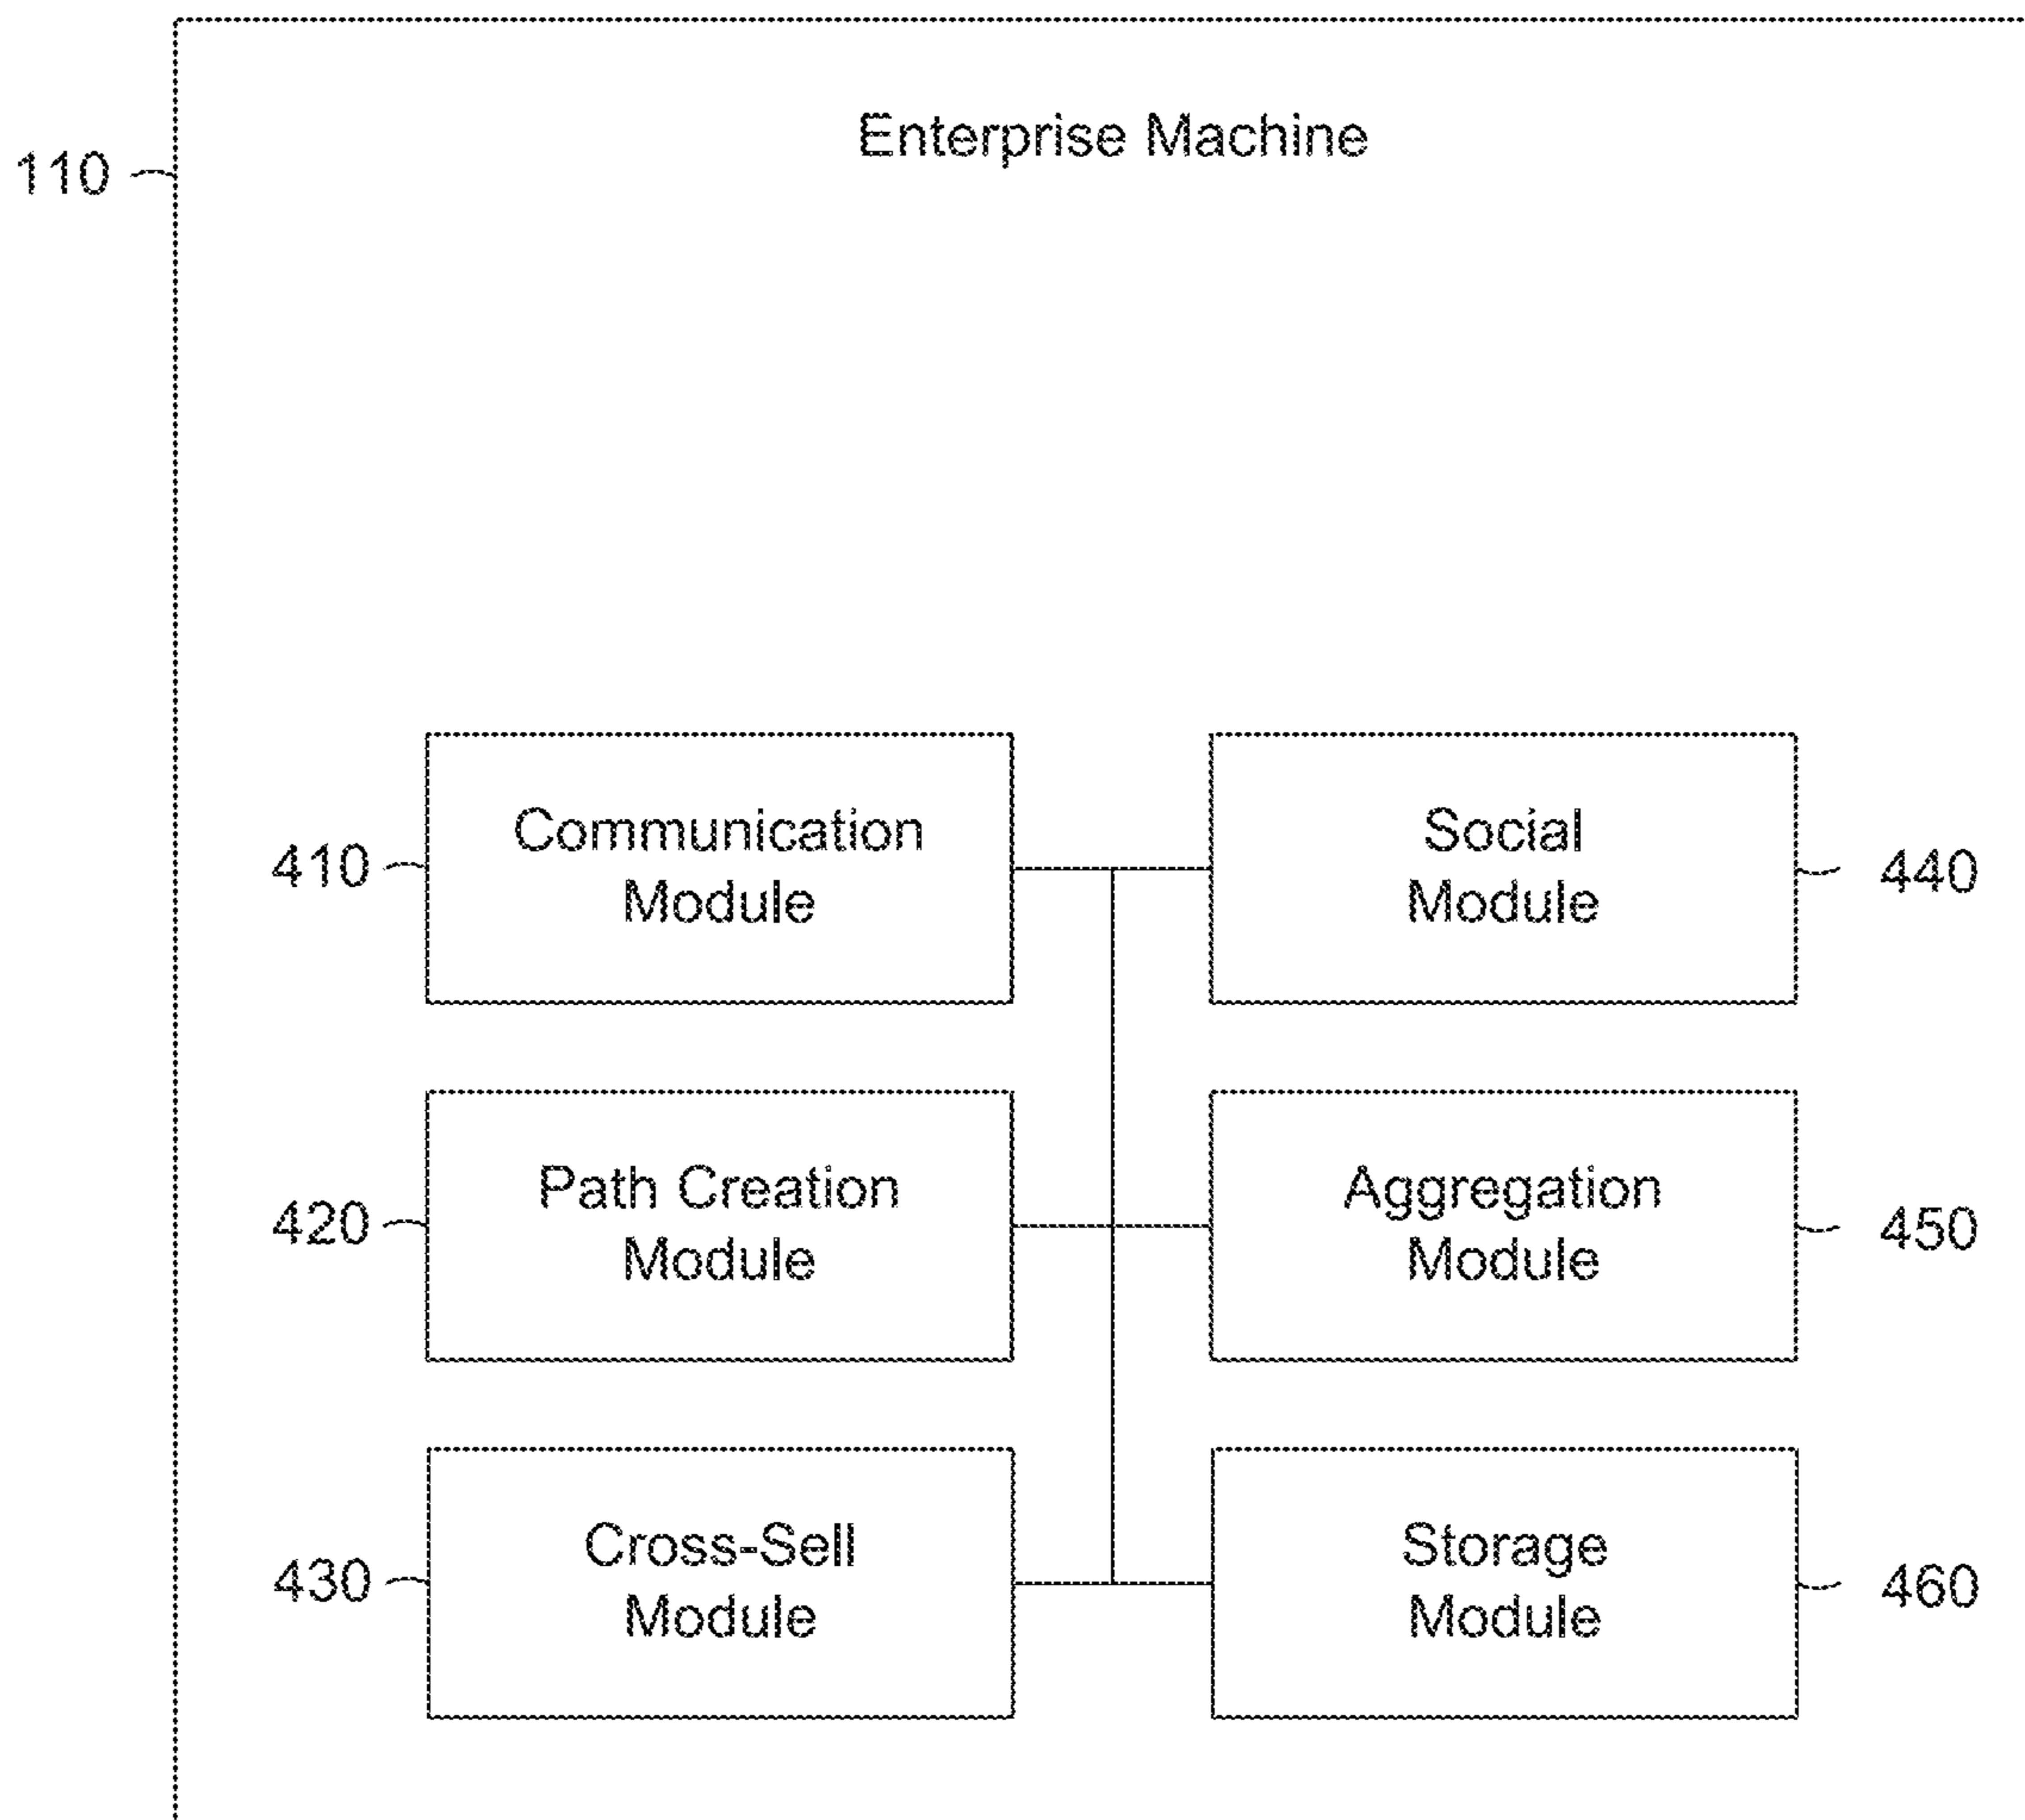 Enterprise Machine
110
Communication
Module
410
Social
Module
440
Path Creation
Module
420
Aggregation
Module
450
Cross-Sell
Module
430
Storage
Module
460